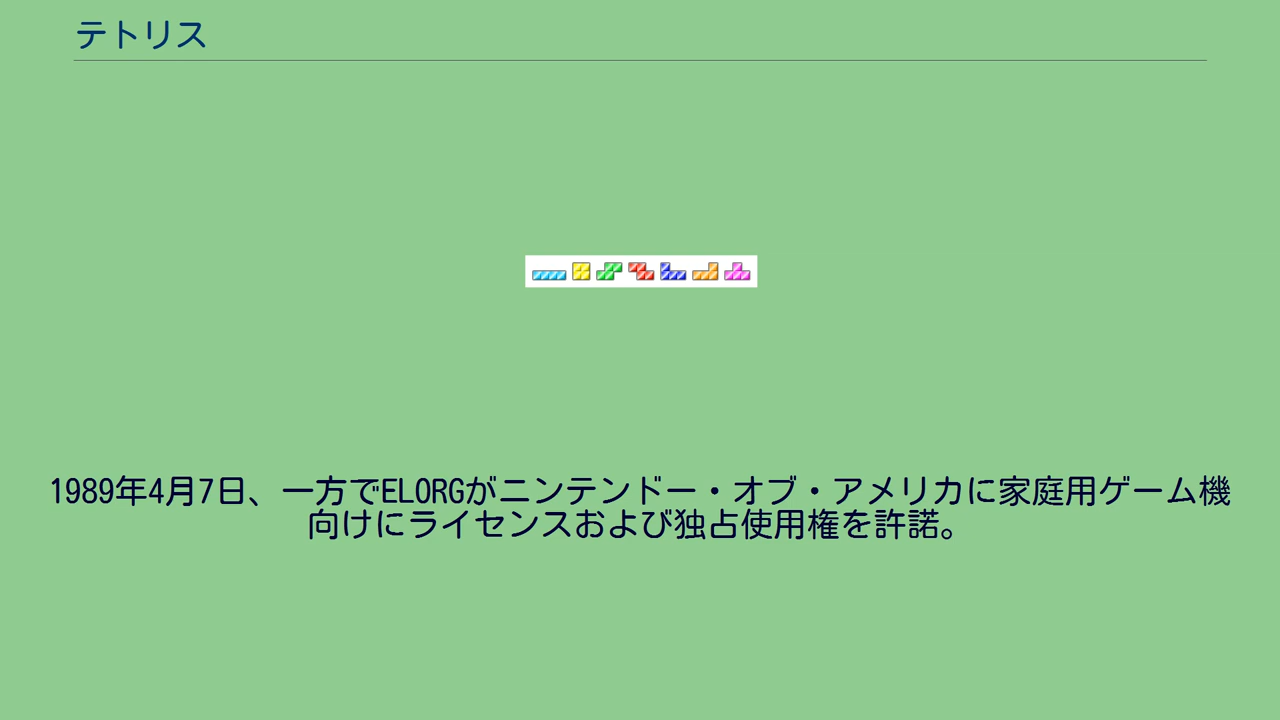 テトリス
1989年4月7日、一方でELORGがニンテンドー・オブ・アメリカに家庭用ゲーム機
向けにライセンスおよび独占使用権を許諾。